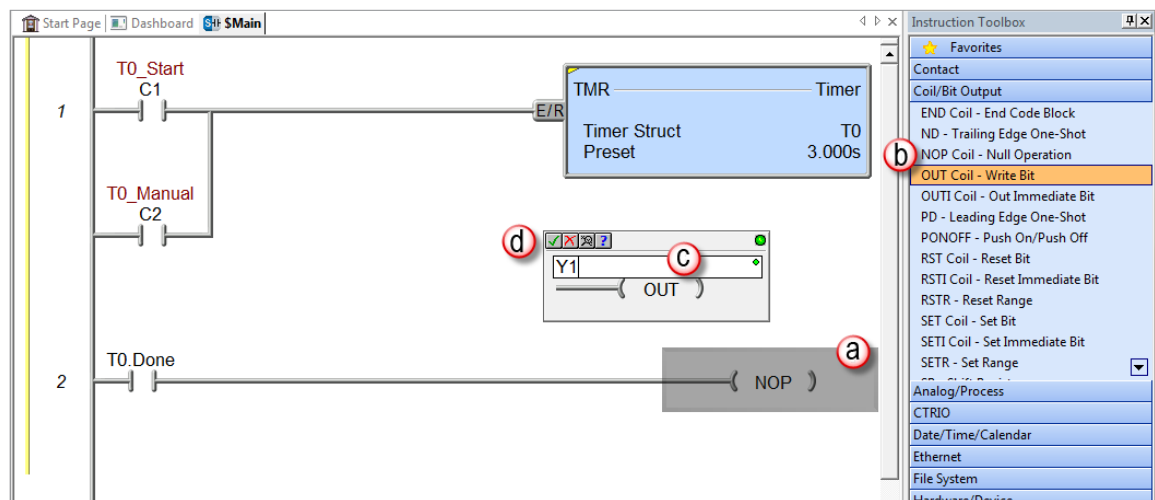 Start Page Dashboard $Main
Instruction Toolbox
Favorites
Contact
Coil/Bit Output
END Coil - End Code Block
ND - Trailing Edge One-Shot
NOP Coil - Null Operation
OUT Coil - Write Bit
OUTI Coil - Out Immediate Bit
PD - Leading Edge One-Shot
PONOFF - Push On/Push Off
RST Coil - Reset Bit
RSTI Coil - Reset Immediate Bit
RSTR - Reset Range
SET Coil - Set Bit
SETI Coil - Set Immediate Bit
SETR - Set Range
Analog/Process
CTRIO
Date/Time/Calendar
Ethernet
File System
Hardware/Device
b
T0_Start
C1
1
E/R
TMR Timer
Timer Struct T0
Preset 3.000s
T0_Manual
C2
d
?
Y1
c
OUT
a
T0.Done
2
NOP